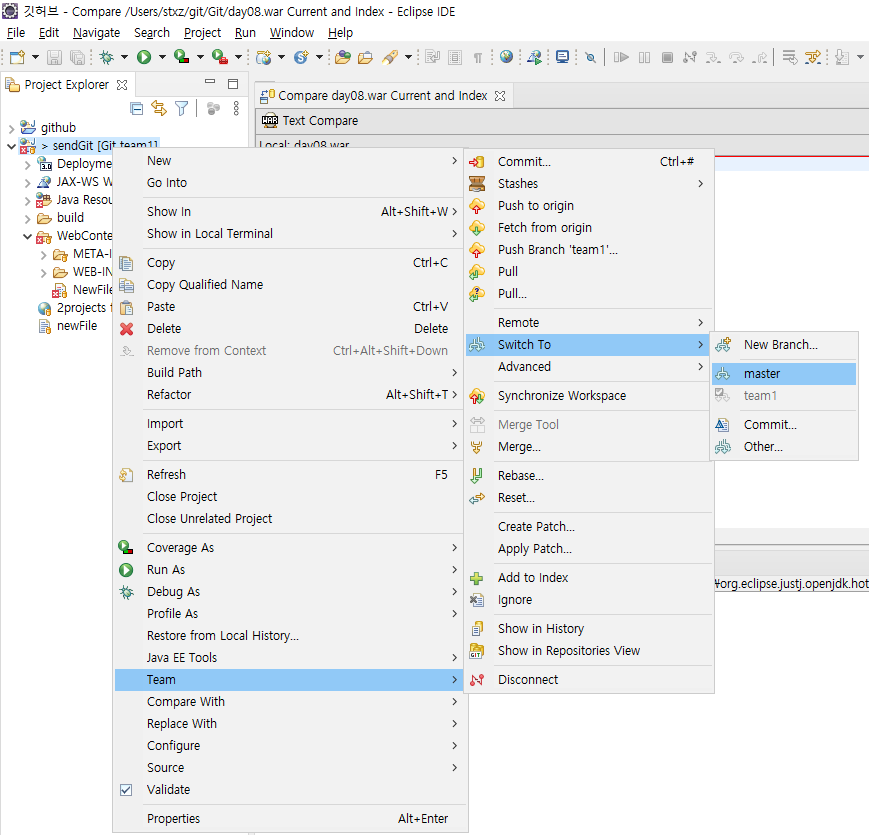 깃허브 - Compare /Users/stxz/git/Git/day08.war Current and Index - Eclipse IDE
File Edit Navigate Search Project Run Window Help
Project Explorer
Compare day08.war Current and Index
Text Compare
Local: day08.war
github
> sendGit [Git team1]
Deployme
JAX-WS W
Java Resou
build
WebConte
META-I
WEB-IN
NewFile
2projects
newFile
New
Go Into
Show In Alt+Shift+W
Show in Local Terminal
Copy Ctrl+C
Copy Qualified Name
Paste Ctrl+V
Delete Delete
Remove from Context Ctrl+Alt+Shift+Down
Build Path
Refactor Alt+Shift+T
Import
Export
Refresh F5
Close Project
Close Unrelated Project
Coverage As
Run As
Debug As
Profile As
Restore from Local History...
Java EE Tools
Team
Compare With
Replace With
Configure
Source
Validate
Properties Alt+Enter
Commit... Ctrl+#
Stashes
Push to origin
Fetch from origin
Push Branch 'team1'...
Pull
Pull...
Remote
Switch To
Advanced
Synchronize Workspace
Merge Tool
Merge...
Rebase...
Reset...
Create Patch...
Apply Patch...
Add to Index
Ignore
Show in History
Show in Repositories View
Disconnect
New Branch...
master
team1
Commit...
Other...
#org.eclipse.justj.openjdk.hot